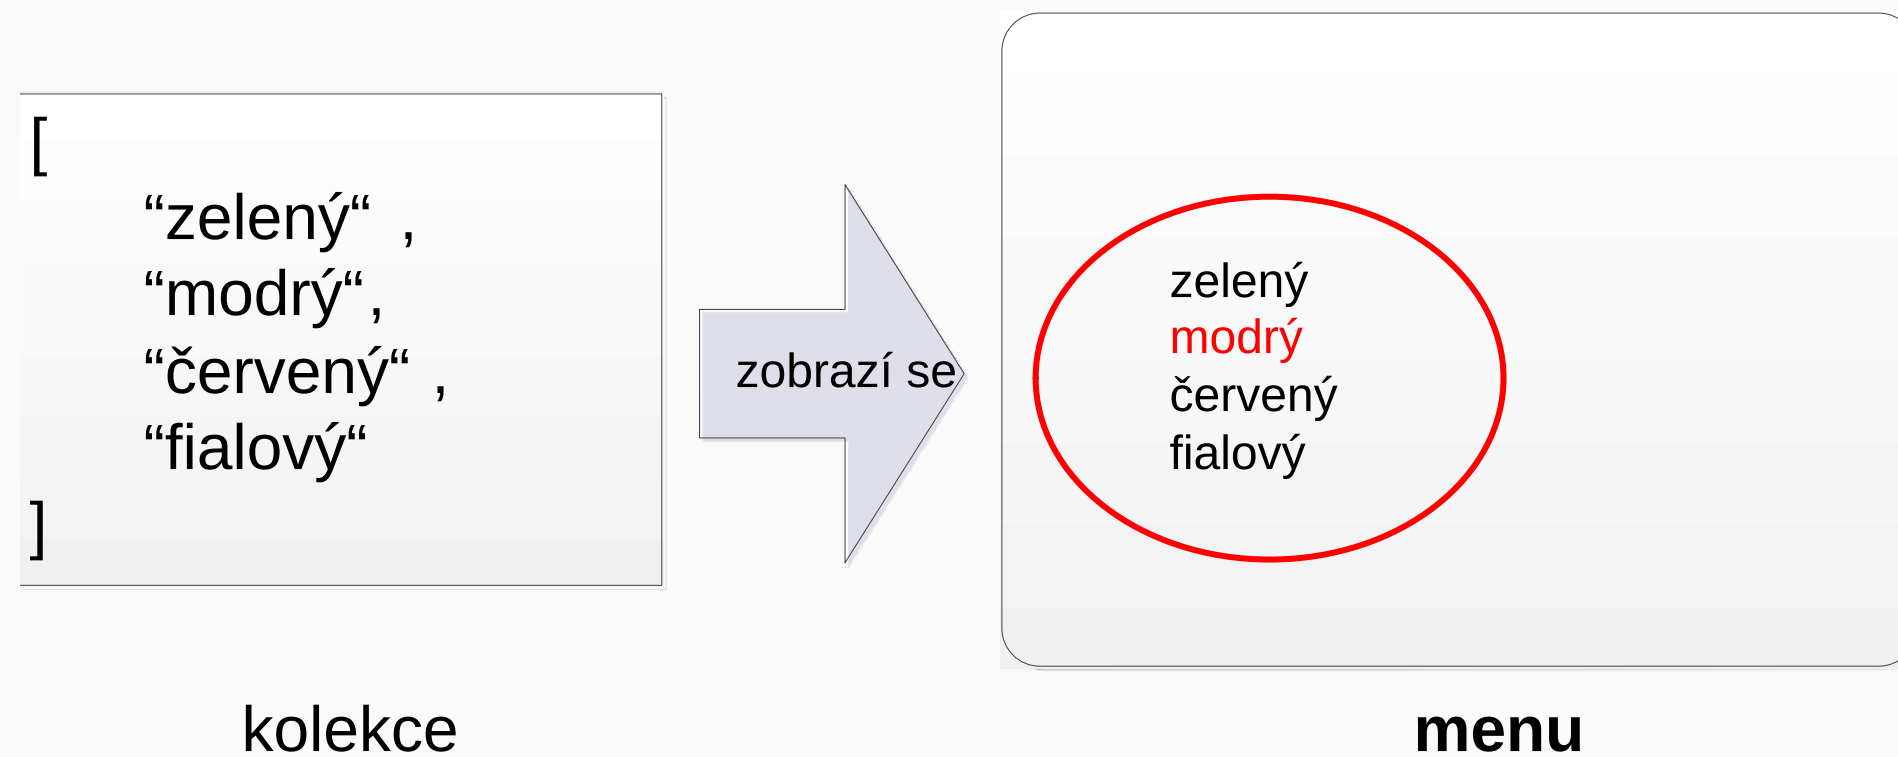 [
“zelený“ ,
“modrý“,
“červený“ ,
“fialový“
]
zobrazí se
zelený
modrý
červený
fialový
kolekce
menu